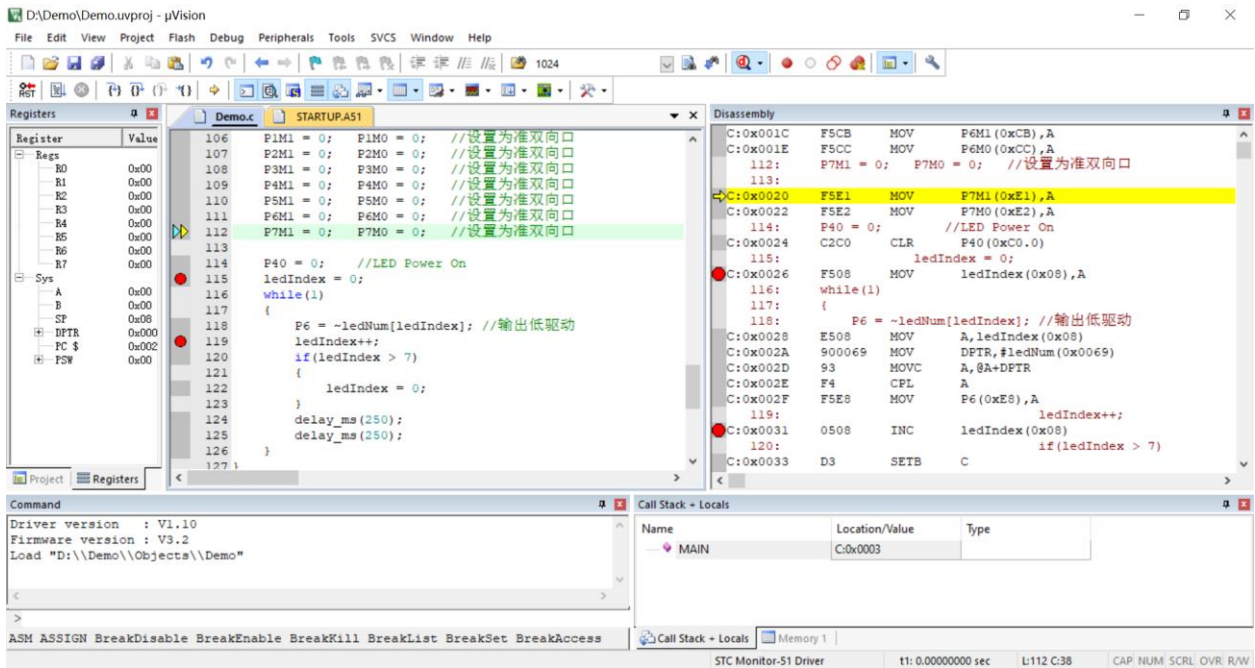 D:\Demo\Demo.uvproj - µVision
File Edit View Project Flash Debug Peripherals Tools SVCS Window Help
1024
RST
Registers
Register Value
Regs
R0 0x00
R1 0x00
R2 0x00
R3 0x00
R4 0x00
R5 0x00
R6 0x00
R7 0x00
Sys
A 0x00
B 0x00
SP 0x08
DPTR 0x000
PC $ 0x002
PSW 0x00
Project Registers
Demo.c STARTUP.A51
106 P1M1 = 0; P1M0 = 0; //设置为准双向口
107 P2M1 = 0; P2M0 = 0; //设置为准双向口
108 P3M1 = 0; P3M0 = 0; //设置为准双向口
109 P4M1 = 0; P4M0 = 0; //设置为准双向口
110 P5M1 = 0; P5M0 = 0; //设置为准双向口
111 P6M1 = 0; P6M0 = 0; //设置为准双向口
112 P7M1 = 0; P7M0 = 0; //设置为准双向口
113
114 P40 = 0; //LED Power On
115 ledIndex = 0;
116 while(1)
117 {
118 P6 = ~ledNum[ledIndex]; //输出低驱动
119 ledIndex++;
120 if(ledIndex > 7)
121 {
122 ledIndex = 0;
123 }
124 delay_ms(250);
125 delay_ms(250);
126 }
127 }
Disassembly
C:0x001C F5CB MOV P6M1(0xCB),A
C:0x001E F5CC MOV P6M0(0xCC),A
112: P7M1 = 0; P7M0 = 0; //设置为准双向口
113:
C:0x0020 F5E1 MOV P7M1(0xE1),A
C:0x0022 F5E2 MOV P7M0(0xE2),A
114: P40 = 0; //LED Power On
C:0x0024 C2C0 CLR P40(0xC0.0)
115: ledIndex = 0;
C:0x0026 F508 MOV ledIndex(0x08),A
116: while(1)
117: {
118: P6 = ~ledNum[ledIndex]; //输出低驱动
C:0x0028 E508 MOV A,ledIndex(0x08)
C:0x002A 900069 MOV DPTR,#ledNum(0x0069)
C:0x002D 93 MOVC A,@A+DPTR
C:0x002E F4 CPL A
C:0x002F F5E8 MOV P6(0xE8),A
119: ledIndex++;
C:0x0031 0508 INC ledIndex(0x08)
120: if(ledIndex > 7)
C:0x0033 D3 SETB C
Command
Driver version : V1.10
Firmware version : V3.2
Load "D:\\Demo\\Objects\\Demo"
>
ASM ASSIGN BreakDisable BreakEnable BreakKill BreakList BreakSet BreakAccess
Call Stack + Locals
Name Location/Value Type
MAIN C:0x0003
Call Stack + Locals Memory 1
STC Monitor-51 Driver t1: 0.00000000 sec L:112 C:38 CAP NUM SCRL OVR R/W